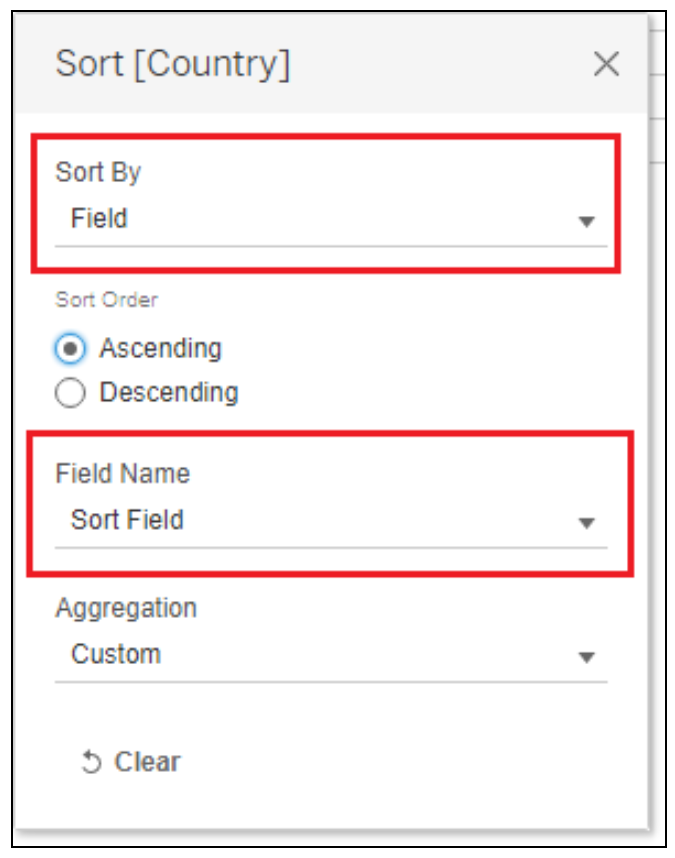 Sort [Country]
Sort By
Field
Sort Order
Ascending
Descending
Field Name
Sort Field
Aggregation
Custom
Clear